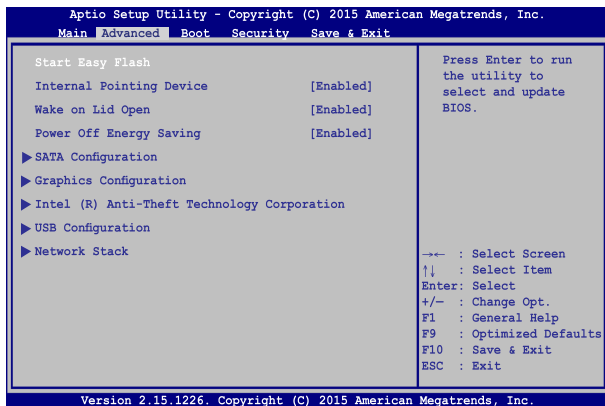 Aptio Setup Utility - Copyright (C) 2015 American Megatrends, Inc.
Main Advanced Boot Security Save & Exit
Start Easy Flash
Internal Pointing Device [Enabled]
Wake on Lid Open [Enabled]
Power Off Energy Saving [Enabled]
SATA Configuration
Graphics Configuration
Intel (R) Anti-Theft Technology Corporation
USB Configuration
Network Stack
Press Enter to run
the utility to
select and update
BIOS.
→← : Select Screen
↑↓ : Select Item
Enter: Select
+/— : Change Opt.
F1 : General Help
F9 : Optimized Defaults
F10 : Save & Exit
ESC : Exit
Version 2.15.1226. Copyright (C) 2015 American Megatrends, Inc.